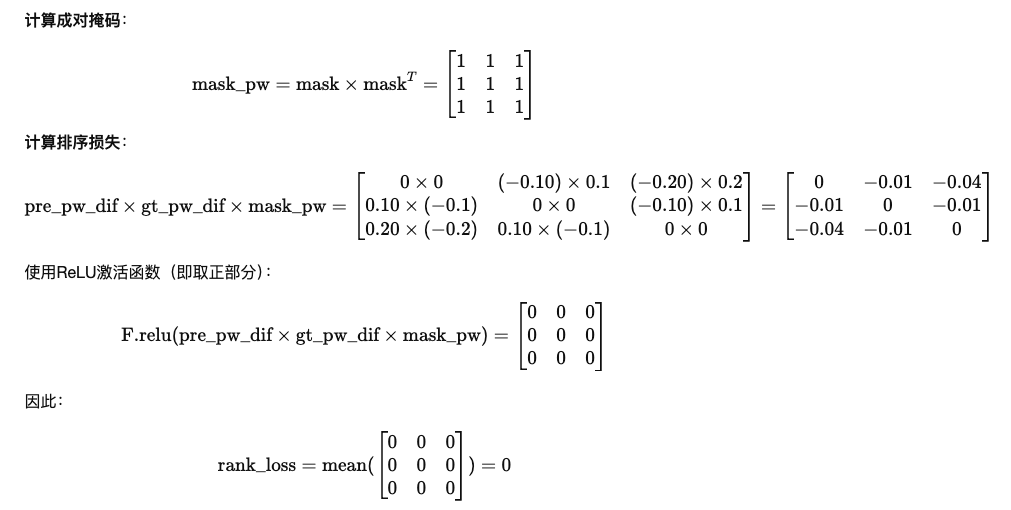 计算成对掩码：
mask_pw = mask × mask^T = [1 1 1; 1 1 1; 1 1 1]
计算排序损失：
pre_pw_dif × gt_pw_dif × mask_pw = [0 × 0 (−0.10) × 0.1 (−0.20) × 0.2; 0.10 × (−0.1) 0 × 0 (−0.10) × 0.1; 0.20 × (−0.2) 0.10 × (−0.1) 0 × 0] = [0 −0.01 −0.04; −0.01 0 −0.01; −0.04 −0.01 0]
使用ReLU激活函数（即取正部分）：
F.relu(pre_pw_dif × gt_pw_dif × mask_pw) = [0 0 0; 0 0 0; 0 0 0]
因此：
rank_loss = mean([0 0 0; 0 0 0; 0 0 0]) = 0